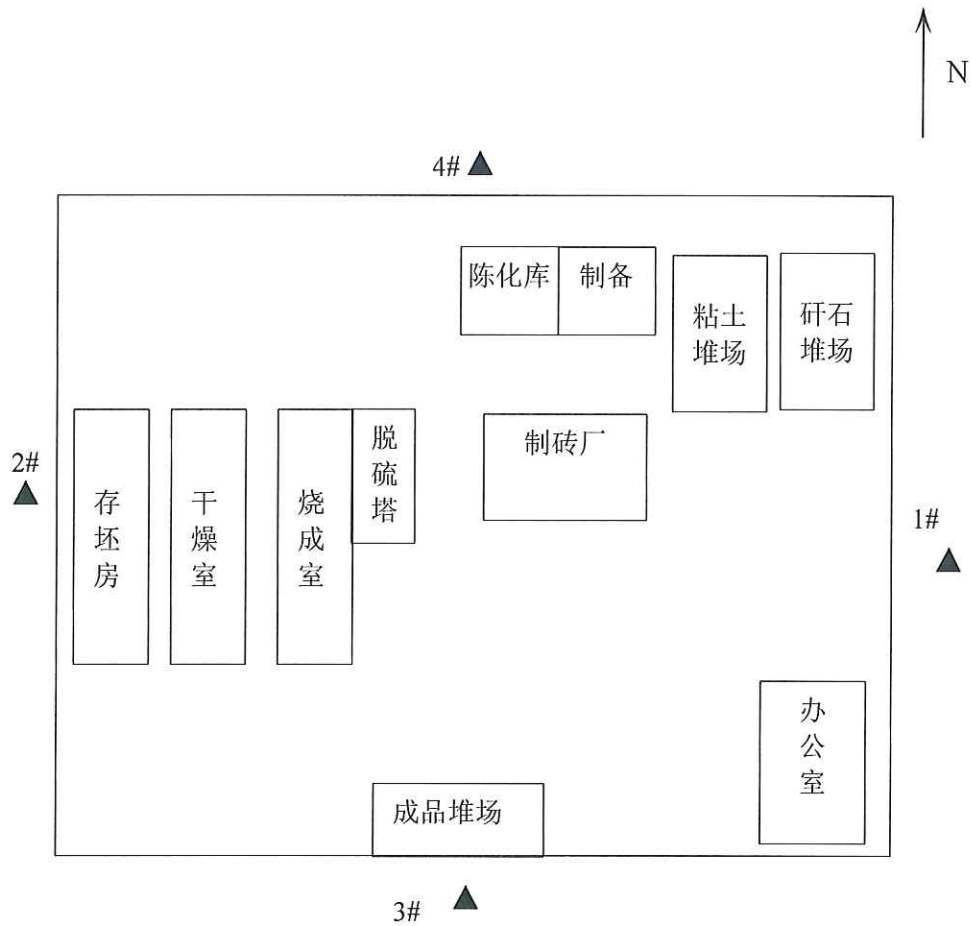 N
4#
陈化库
制备
粘土
堆场
矸石
堆场
制砖厂
脱
硫
塔
2#
存
坯
房
干
燥
室
烧
成
室
1#
办
公
室
成品堆场
3#